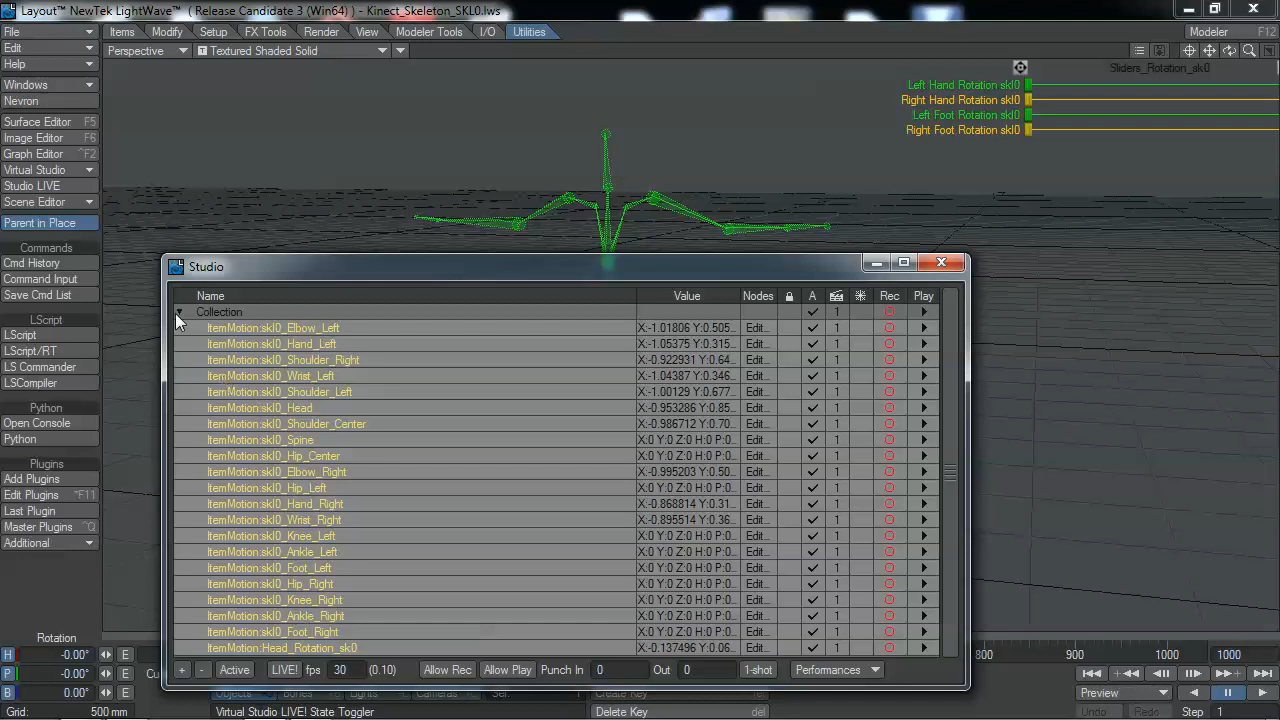 Layout™ NewTek LightWave™ ( Release Candidate 3 (Win64) ) - Kinect_Skeleton_SKL0.lws
File
Items
Modify
Setup
FX Tools
Render
View
Modeler Tools
I/O
Utilities
Modeler
F12
Edit
Perspective
Textured Shaded Solid
Help
Sliders_Rotation_skl0
Windows
Left Hand Rotation skl0
Nevron
Right Hand Rotation skl0
Left Foot Rotation skl0
Surface Editor F5
Right Foot Rotation skl0
Image Editor F6
Graph Editor ^F2
Virtual Studio
Studio LIVE
Scene Editor
Parent in Place
Commands
Cmd History
Command Input
Save Cmd List
LScript
LScript
LScript/RT
LS Commander
LSCompiler
Python
Open Console
Python
Plugins
Add Plugins
Edit Plugins ^F11
Last Plugin
Master Plugins ^Q
Additional
Studio
Name Value Nodes A Rec Play
Collection 1
ItemMotion:skl0_Elbow_Left X:-1.01806 Y:0.505... Edit... 1
ItemMotion:skl0_Hand_Left X:-1.05375 Y:0.315... Edit... 1
ItemMotion:skl0_Shoulder_Right X:-0.922931 Y:0.64... Edit... 1
ItemMotion:skl0_Wrist_Left X:-1.04387 Y:0.346... Edit... 1
ItemMotion:skl0_Shoulder_Left X:-1.00129 Y:0.677... Edit... 1
ItemMotion:skl0_Head X:-0.953286 Y:0.85... Edit... 1
ItemMotion:skl0_Shoulder_Center X:-0.986712 Y:0.70... Edit... 1
ItemMotion:skl0_Spine X:0 Y:0 Z:0 H:0 P:0... Edit... 1
ItemMotion:skl0_Hip_Center X:0 Y:0 Z:0 H:0 P:0... Edit... 1
ItemMotion:skl0_Elbow_Right X:-0.995203 Y:0.50... Edit... 1
ItemMotion:skl0_Hip_Left X:0 Y:0 Z:0 H:0 P:0... Edit... 1
ItemMotion:skl0_Hand_Right X:-0.868814 Y:0.31... Edit... 1
ItemMotion:skl0_Wrist_Right X:-0.895514 Y:0.36... Edit... 1
ItemMotion:skl0_Knee_Left X:0 Y:0 Z:0 H:0 P:0... Edit... 1
ItemMotion:skl0_Ankle_Left X:0 Y:0 Z:0 H:0 P:0... Edit... 1
ItemMotion:skl0_Foot_Left X:0 Y:0 Z:0 H:0 P:0... Edit... 1
ItemMotion:skl0_Hip_Right X:0 Y:0 Z:0 H:0 P:0... Edit... 1
ItemMotion:skl0_Knee_Right X:0 Y:0 Z:0 H:0 P:0... Edit... 1
ItemMotion:skl0_Ankle_Right X:0 Y:0 Z:0 H:0 P:0... Edit... 1
ItemMotion:skl0_Foot_Right X:0 Y:0 Z:0 H:0 P:0... Edit... 1
ItemMotion:Head_Rotation_sk0 X:-0.137496 Y:0.06... Edit... 1
+ - Active LIVE! fps 30 (0.10) Allow Rec Allow Play Punch In 0 Out 0 1-shot Performances
Rotation
H -0.00° E
P -0.00° E
B 0.00° E
Grid: 500 mm
800 900 1000 1000
Preview
Objects Bones Lights Cameras Create Key
Virtual Studio LIVE! State Toggler
Delete Key del
Undo Redo Step 1